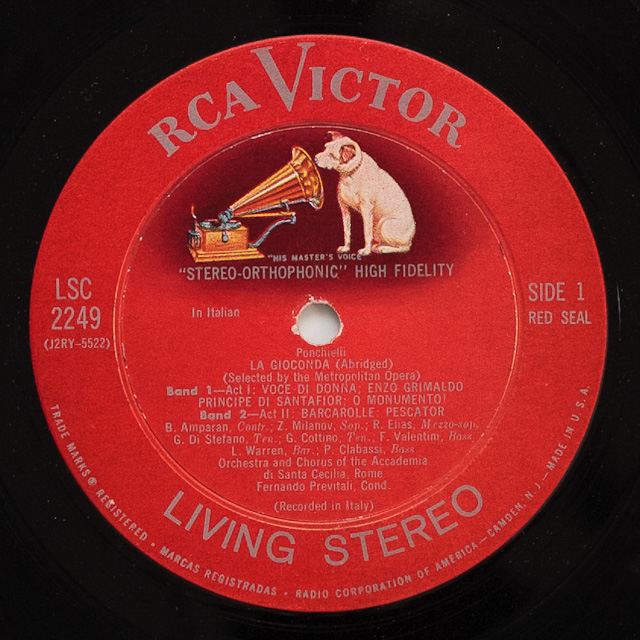 RCA VICTOR
"HIS MASTER'S VOICE"
"STEREO-ORTHOPHONIC" HIGH FIDELITY
LSC
2249
(J2RY-5522)
SIDE 1
RED SEAL
In Italian
Ponchielli
LA GIOCONDA (Abridged)
(Selected by the Metropolitan Opera)
Band 1—Act I: VOCE DI DONNA; ENZO GRIMALDO
PRINCIPE DI SANTAFIOR; O MONUMENTO!
Band 2—Act II: BARCAROLLE: PESCATOR
B. Amparan, Contr.; Z. Milanov, Sop.; R. Elias, Mezzo-sop.
G. Di Stefano, Ten.; G. Cottino, Ten.; F. Valentini, Bass
L. Warren, Bar.; P. Clabassi, Bass
Orchestra and Chorus of the Accademia
di Santa Cecilia, Rome
Fernando Previtali, Cond.
(Recorded in Italy)
LIVING STEREO
TRADE MARKS ® REGISTERED • MARCAS REGISTRADAS • RADIO CORPORATION OF AMERICA—CAMDEN, N.J.—MADE IN U.S.A.